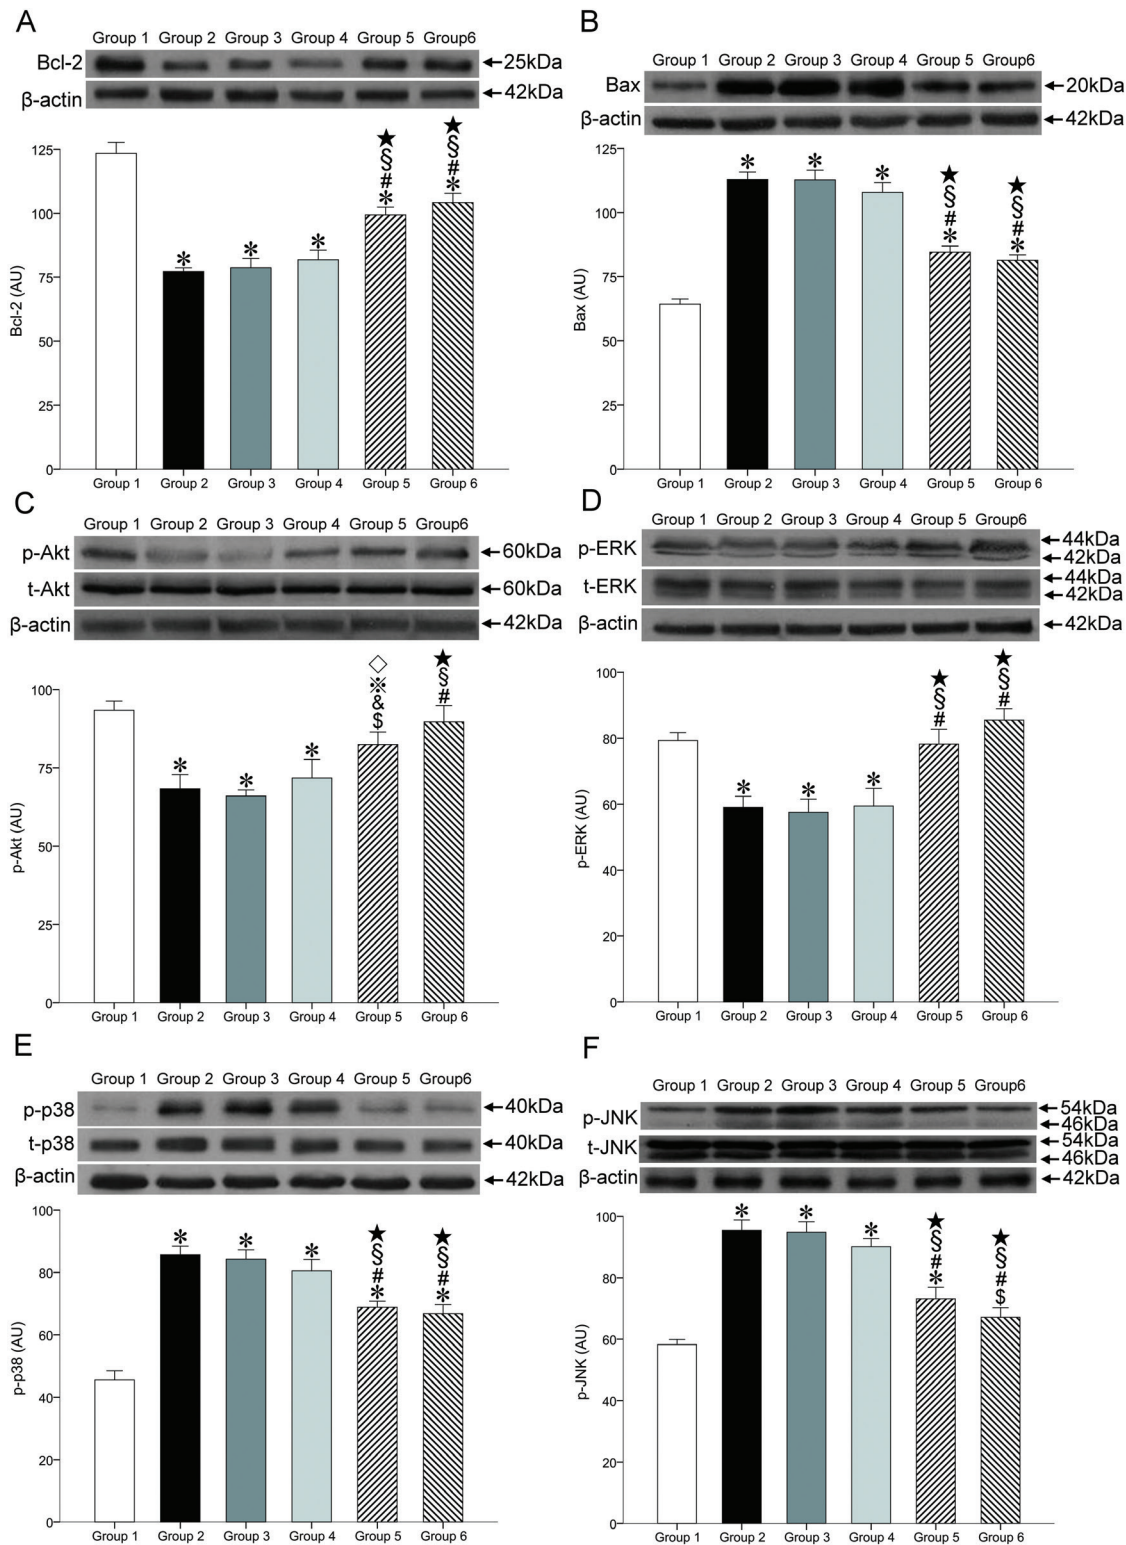 A
Group 1 Group 2 Group 3 Group 4 Group 5 Group6
Bcl-2 ←25kDa
β-actin ←42kDa
★ ★
§ § 
# #
* * * * *
125
100
75
50
25
0
Bcl-2 (AU)
Group 1 Group 2 Group 3 Group 4 Group 5 Group 6
B
Group 1 Group 2 Group 3 Group 4 Group 5 Group6
Bax ←20kDa
β-actin ←42kDa
* * * ★ ★
§ §
# #
* *
125
100
75
50
25
0
Bax (AU)
Group 1 Group 2 Group 3 Group 4 Group 5 Group 6
C
Group 1 Group 2 Group 3 Group 4 Group 5 Group6
p-Akt ←60kDa
t-Akt ←60kDa
β-actin ←42kDa
◇ ★
※ §
& #
* * * $
100
75
50
25
0
p-Akt (AU)
Group 1 Group 2 Group 3 Group 4 Group 5 Group 6
D
Group 1 Group 2 Group 3 Group 4 Group 5 Group6
p-ERK ←44kDa
←42kDa
t-ERK ←44kDa
←42kDa
β-actin ←42kDa
★ ★
§ §
# #
* * *
100
80
60
40
20
0
p-ERK (AU)
Group 1 Group 2 Group 3 Group 4 Group 5 Group 6
E
Group 1 Group 2 Group 3 Group 4 Group 5 Group6
p-p38 ←40kDa
t-p38 ←40kDa
β-actin ←42kDa
* * * ★ ★
§ §
# #
* *
100
80
60
40
20
0
p-p38 (AU)
Group 1 Group 2 Group 3 Group 4 Group 5 Group 6
F
Group 1 Group 2 Group 3 Group 4 Group 5 Group6
p-JNK ←54kDa
←46kDa
t-JNK ←54kDa
←46kDa
β-actin ←42kDa
* * * ★ ★
§ §
# #
* $
100
80
60
40
20
0
p-JNK (AU)
Group 1 Group 2 Group 3 Group 4 Group 5 Group 6